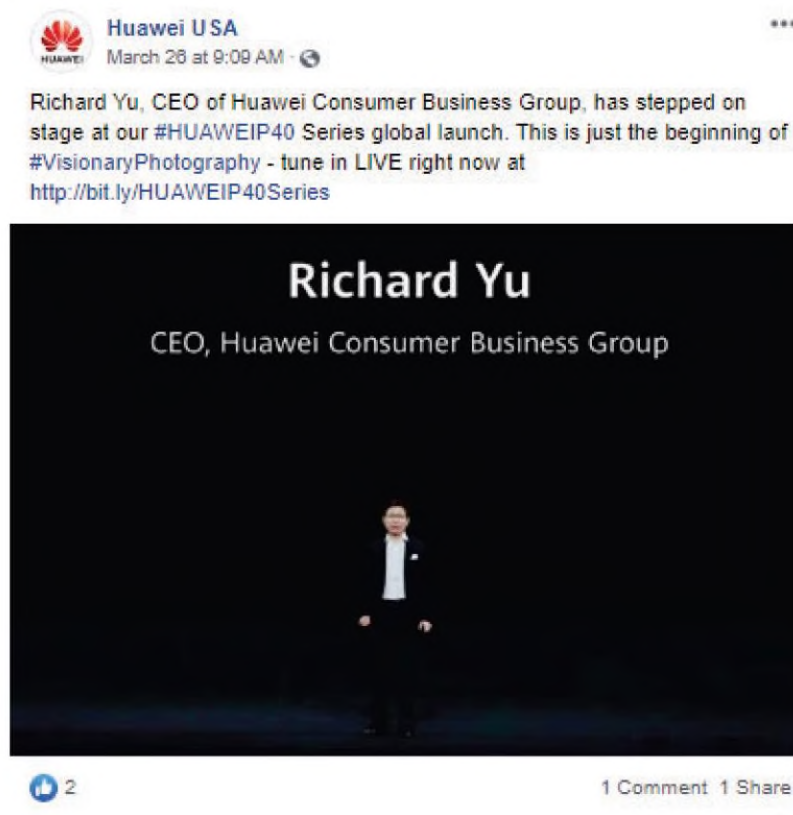 Huawei USA
HUAWEI
March 26 at 9:09 AM ·
Richard Yu, CEO of Huawei Consumer Business Group, has stepped on
stage at our #HUAWEIP40 Series global launch. This is just the beginning of
#VisionaryPhotography - tune in LIVE right now at
http://bit.ly/HUAWEIP40Series
Richard Yu
CEO, Huawei Consumer Business Group
2
1 Comment 1 Share